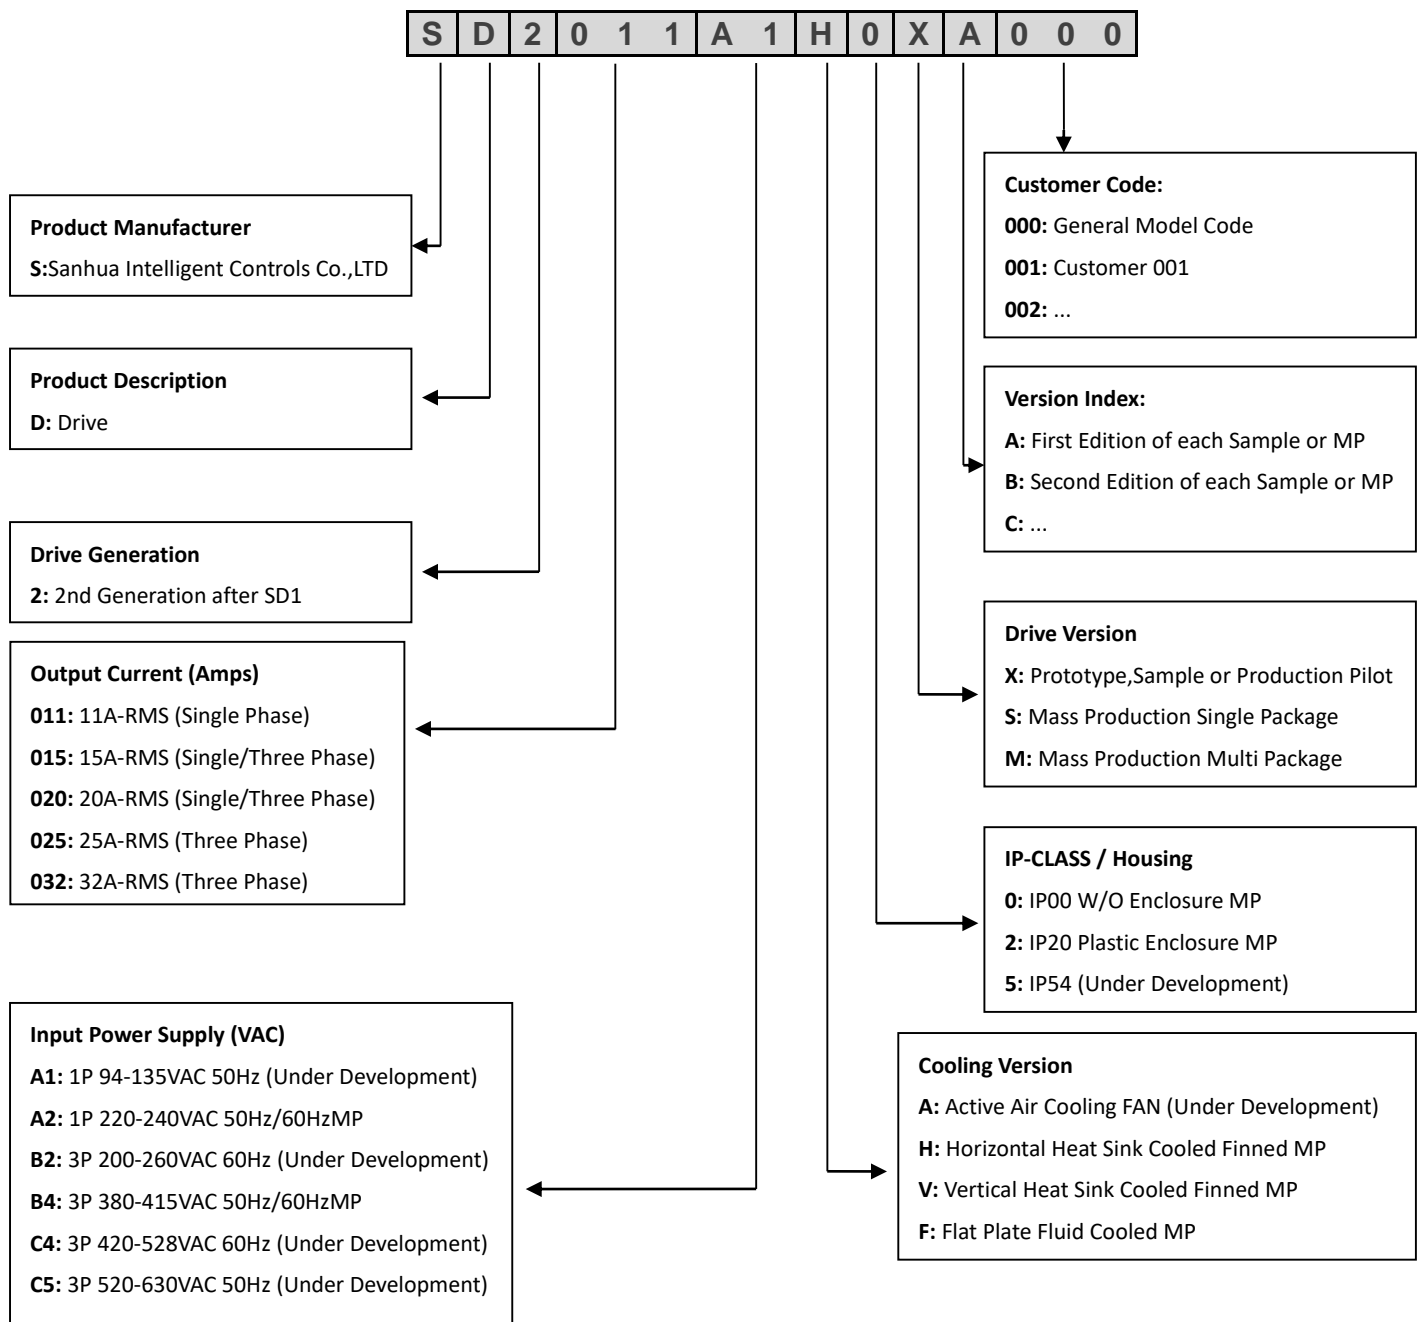 S D 2 0 1 1 A 1 H 0 X A 0 0 0
Product Manufacturer
S:Sanhua Intelligent Controls Co.,LTD
Product Description
D: Drive
Drive Generation
2: 2nd Generation after SD1
Output Current (Amps)
011: 11A-RMS (Single Phase)
015: 15A-RMS (Single/Three Phase)
020: 20A-RMS (Single/Three Phase)
025: 25A-RMS (Three Phase)
032: 32A-RMS (Three Phase)
Input Power Supply (VAC)
A1: 1P 94-135VAC 50Hz (Under Development)
A2: 1P 220-240VAC 50Hz/60HzMP
B2: 3P 200-260VAC 60Hz (Under Development)
B4: 3P 380-415VAC 50Hz/60HzMP
C4: 3P 420-528VAC 60Hz (Under Development)
C5: 3P 520-630VAC 50Hz (Under Development)
Customer Code:
000: General Model Code
001: Customer 001
002: ...
Version Index:
A: First Edition of each Sample or MP
B: Second Edition of each Sample or MP
C: ...
Drive Version
X: Prototype,Sample or Production Pilot
S: Mass Production Single Package
M: Mass Production Multi Package
IP-CLASS / Housing
0: IP00 W/O Enclosure MP
2: IP20 Plastic Enclosure MP
5: IP54 (Under Development)
Cooling Version
A: Active Air Cooling FAN (Under Development)
H: Horizontal Heat Sink Cooled Finned MP
V: Vertical Heat Sink Cooled Finned MP
F: Flat Plate Fluid Cooled MP